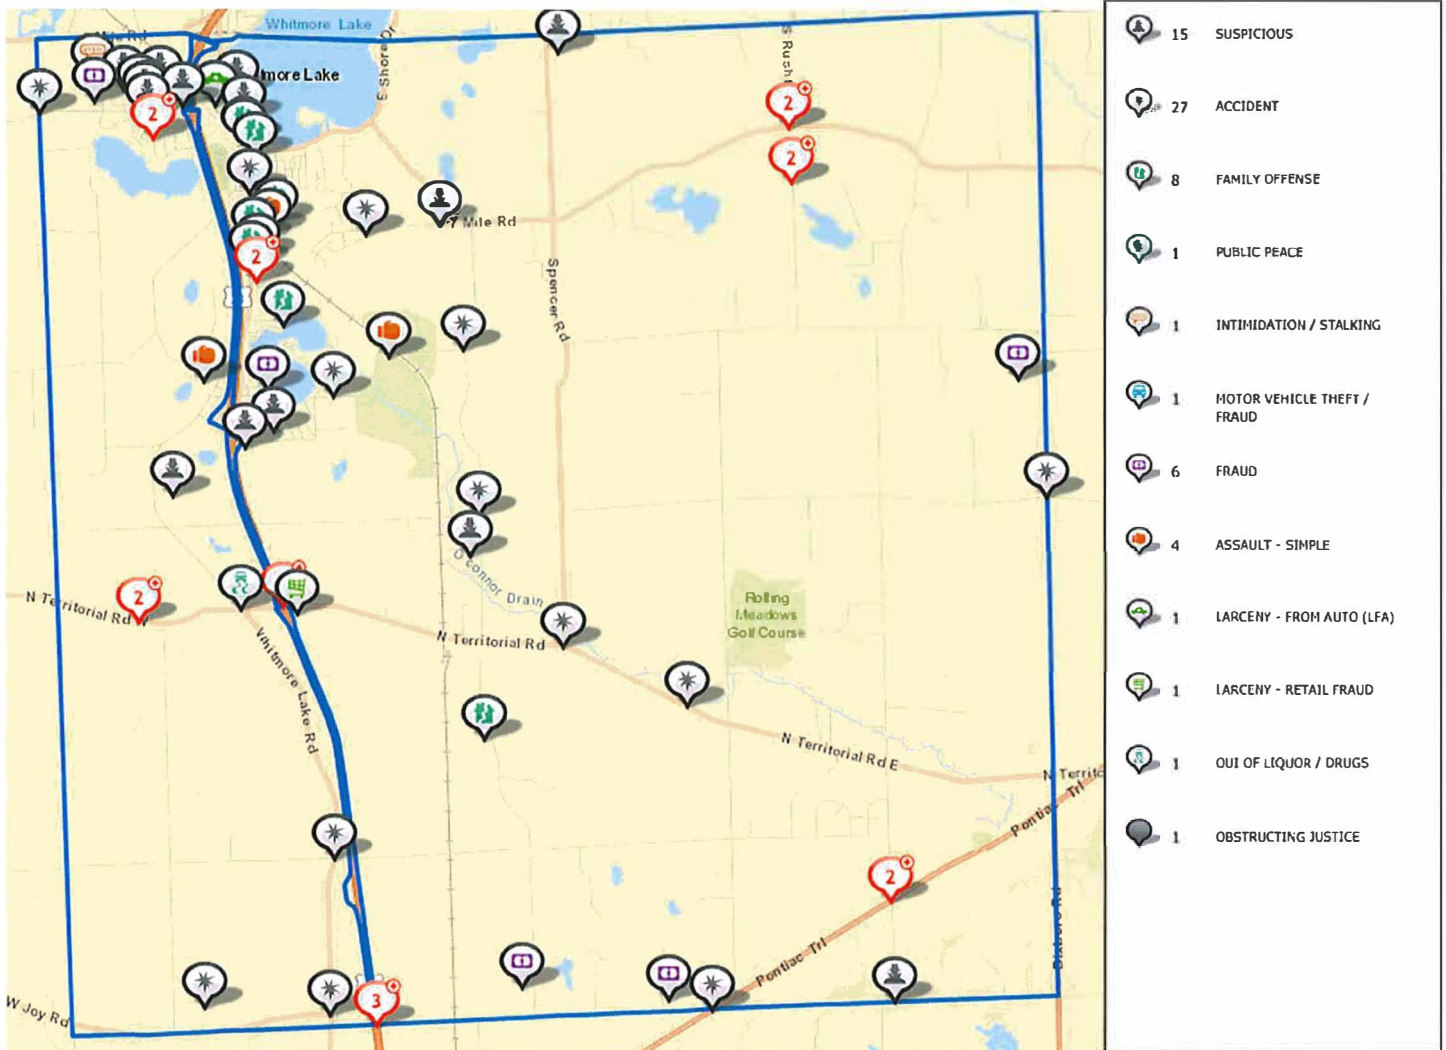 Whitmore Lake
Mile Rd
more Lake
E Shore Dr
S Rush
2
2
2
7 Mile Rd
2
Spencer Rd
2
N Territorial Rd W
O'Connor Drain
Rolling
Meadows
Golf Course
N Territorial Rd
Whitmore Lake Rd
N Territorial Rd E
N Territo
Pontiac Trl
2
Pontiac Trl
3
W Joy Rd
15 SUSPICIOUS
27 ACCIDENT
8 FAMILY OFFENSE
1 PUBLIC PEACE
1 INTIMIDATION / STALKING
1 MOTOR VEHICLE THEFT /
FRAUD
6 FRAUD
4 ASSAULT - SIMPLE
1 LARCENY - FROM AUTO (LFA)
1 LARCENY - RETAIL FRAUD
1 OUI OF LIQUOR / DRUGS
1 OBSTRUCTING JUSTICE